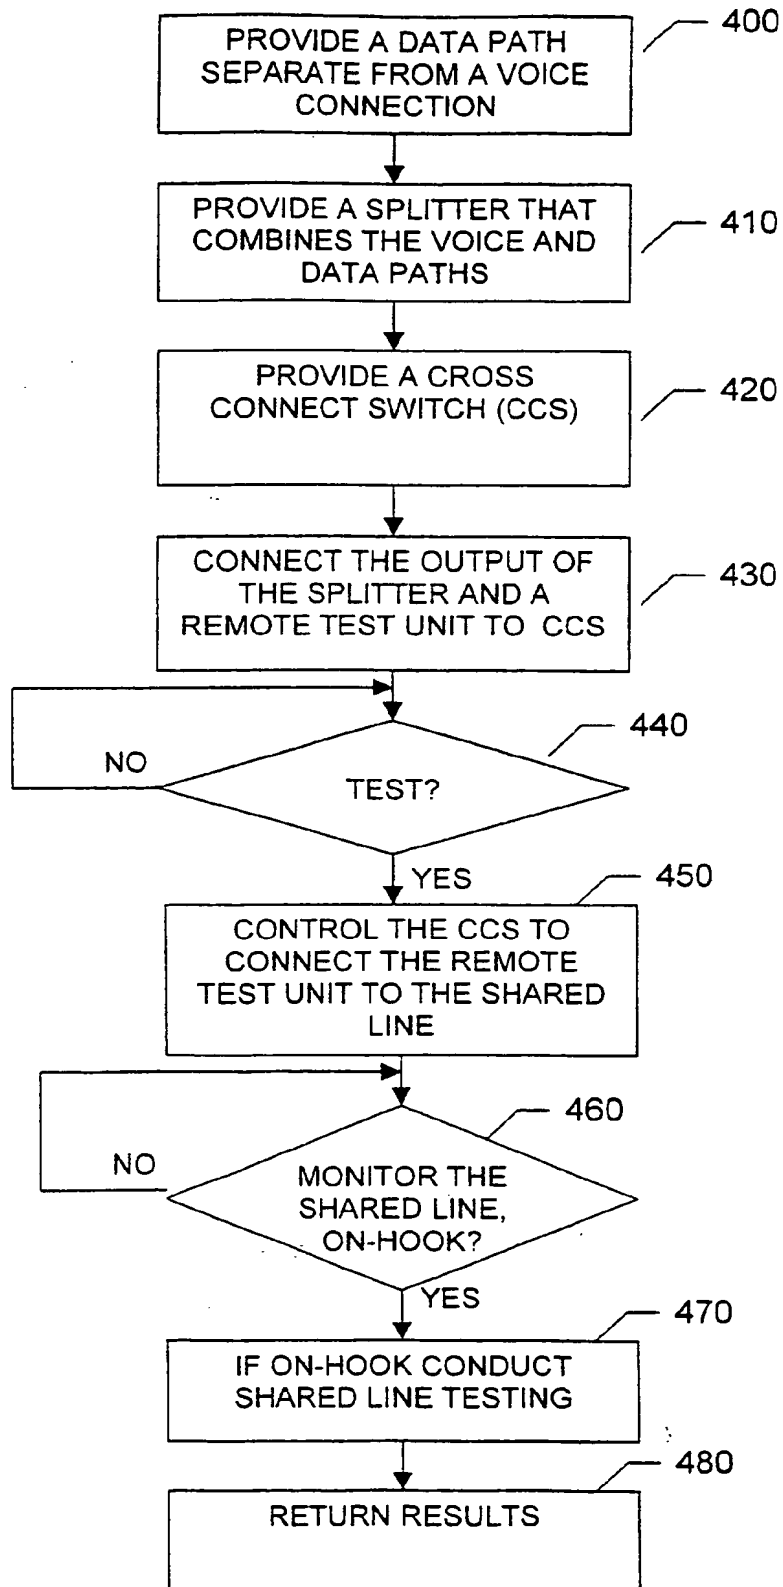 400
PROVIDE A DATA PATH
SEPARATE FROM A VOICE
CONNECTION
410
PROVIDE A SPLITTER THAT
COMBINES THE VOICE AND
DATA PATHS
420
PROVIDE A CROSS
CONNECT SWITCH (CCS)
430
CONNECT THE OUTPUT OF
THE SPLITTER AND A
REMOTE TEST UNIT TO CCS
440
NO
TEST?
YES
450
CONTROL THE CCS TO
CONNECT THE REMOTE
TEST UNIT TO THE SHARED
LINE
460
NO
MONITOR THE
SHARED LINE,
ON-HOOK?
YES
470
IF ON-HOOK CONDUCT
SHARED LINE TESTING
480
RETURN RESULTS